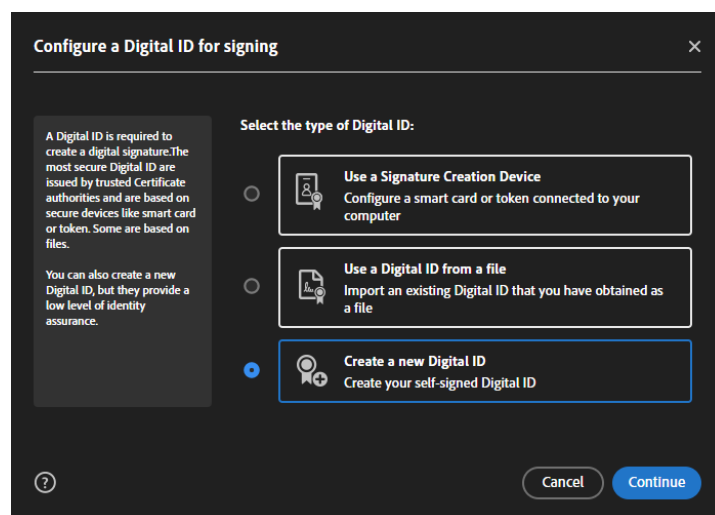 Configure a Digital ID for signing
A Digital ID is required to
create a digital signature.The
most secure Digital ID are
issued by trusted Certificate
authorities and are based on
secure devices like smart card
or token. Some are based on
files.
You can also create a new
Digital ID, but they provide a
low level of identity
assurance.
Select the type of Digital ID:
Use a Signature Creation Device
Configure a smart card or token connected to your
computer
Use a Digital ID from a file
Import an existing Digital ID that you have obtained as
a file
Create a new Digital ID
Create your self-signed Digital ID
?
Cancel
Continue